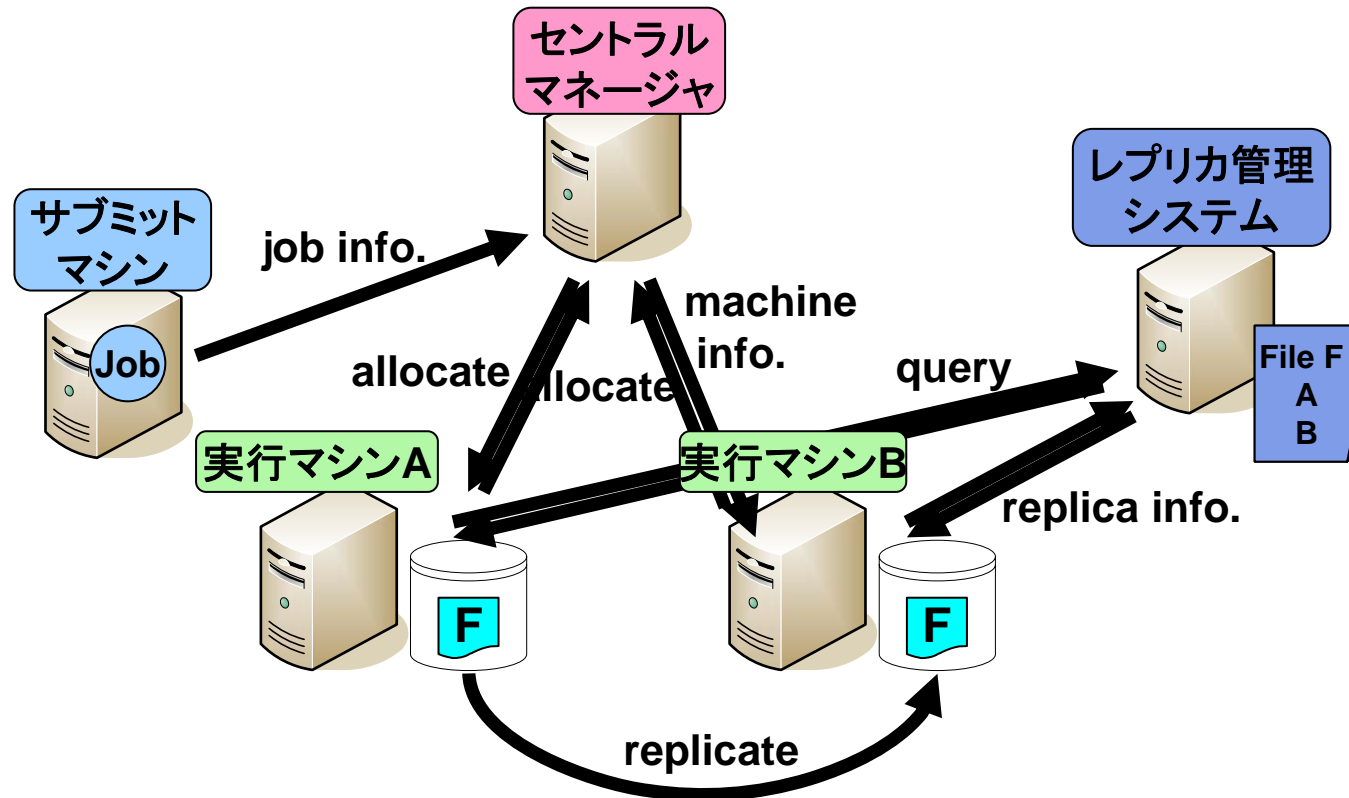 セントラル
マネージャ
レプリカ管理
システム
サブミット
マシン
job info.
machine
info.
Job
allocate
allocate
query
File F
A
B
実行マシンA
実行マシンB
replica info.
F
F
replicate